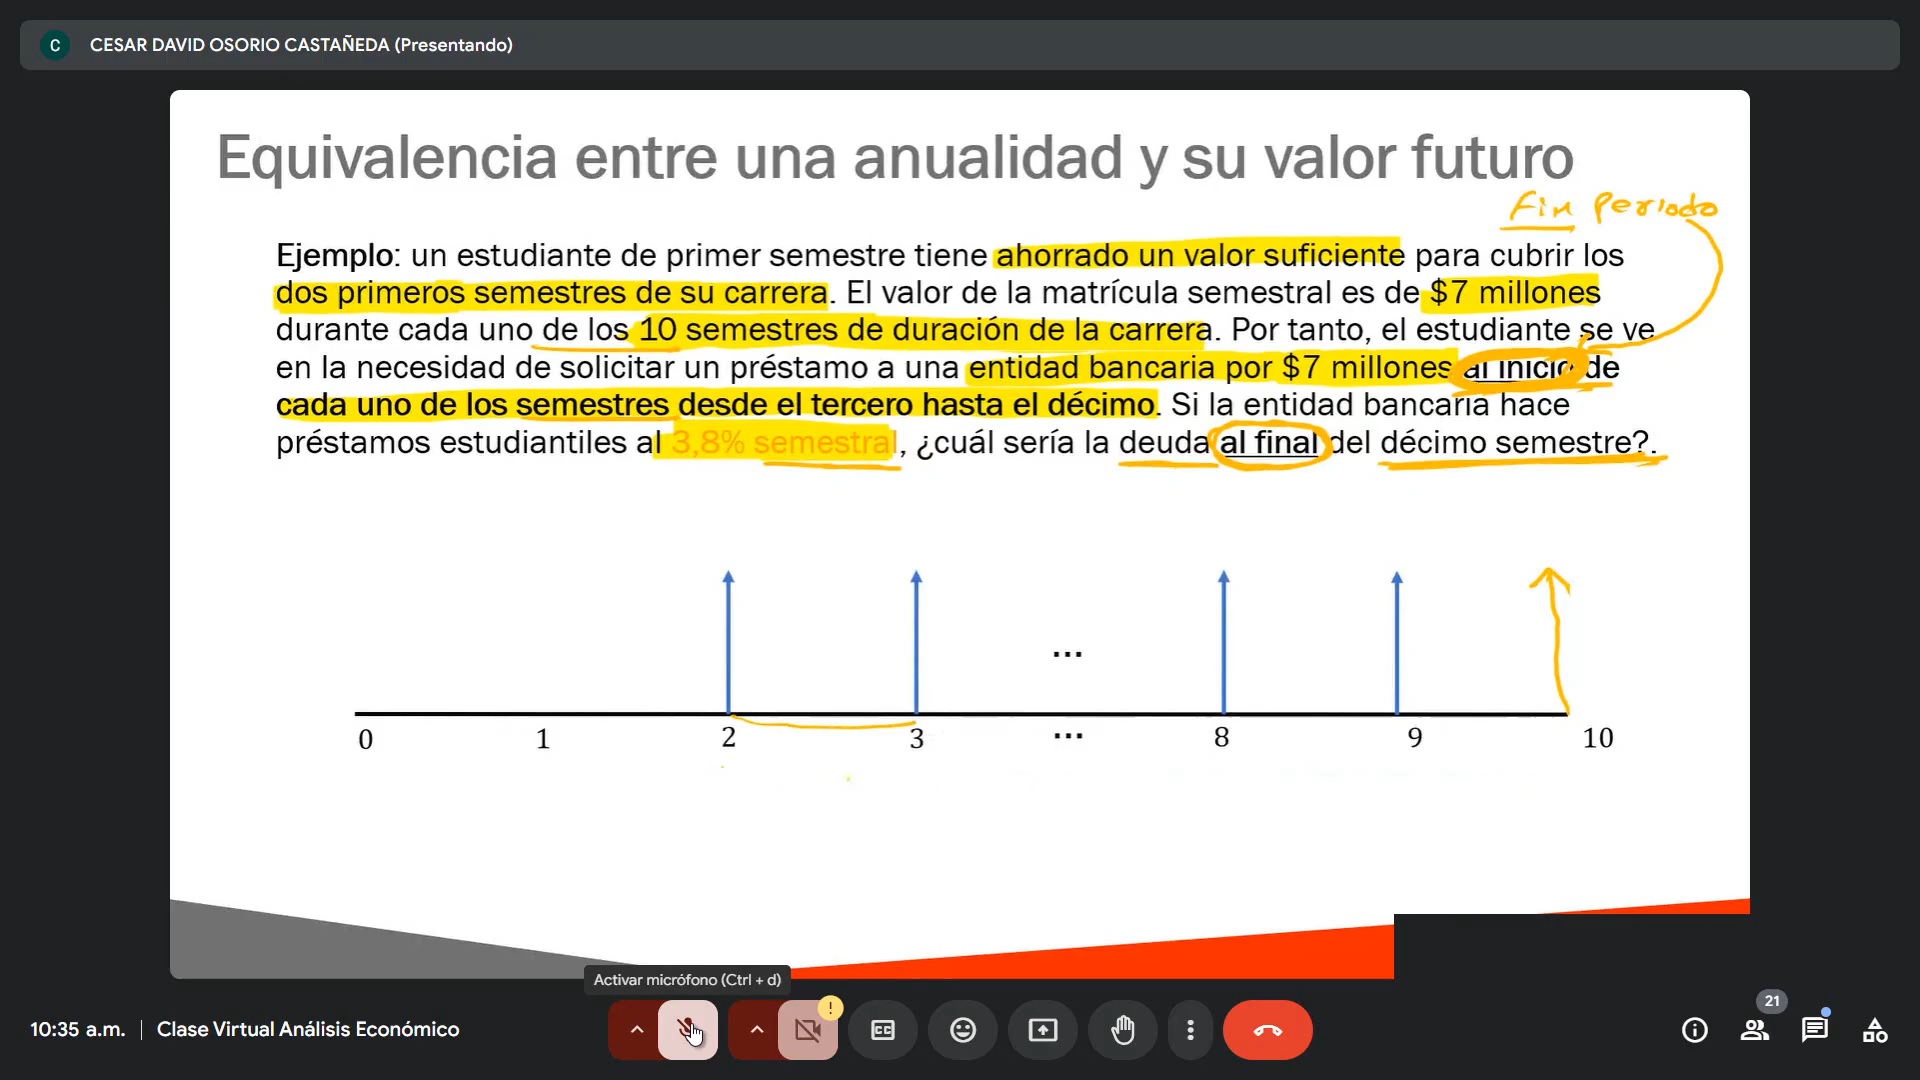 C CESAR DAVID OSORIO CASTAÑEDA (Presentando)
Equivalencia entre una anualidad y su valor futuro
Fin Periodo
Ejemplo: un estudiante de primer semestre tiene ahorrado un valor suficiente para cubrir los
dos primeros semestres de su carrera. El valor de la matrícula semestral es de $7 millones
durante cada uno de los 10 semestres de duración de la carrera. Por tanto, el estudiante se ve
en la necesidad de solicitar un préstamo a una entidad bancaria por $7 millones al inicio de
cada uno de los semestres desde el tercero hasta el décimo. Si la entidad bancaria hace
préstamos estudiantiles al 3,8% semestral, ¿cuál sería la deuda al final del décimo semestre?.
...
0 1 2 3 ... 8 9 10
Activar micrófono (Ctrl + d)
10:35 a.m. | Clase Virtual Análisis Económico
!
CC
21